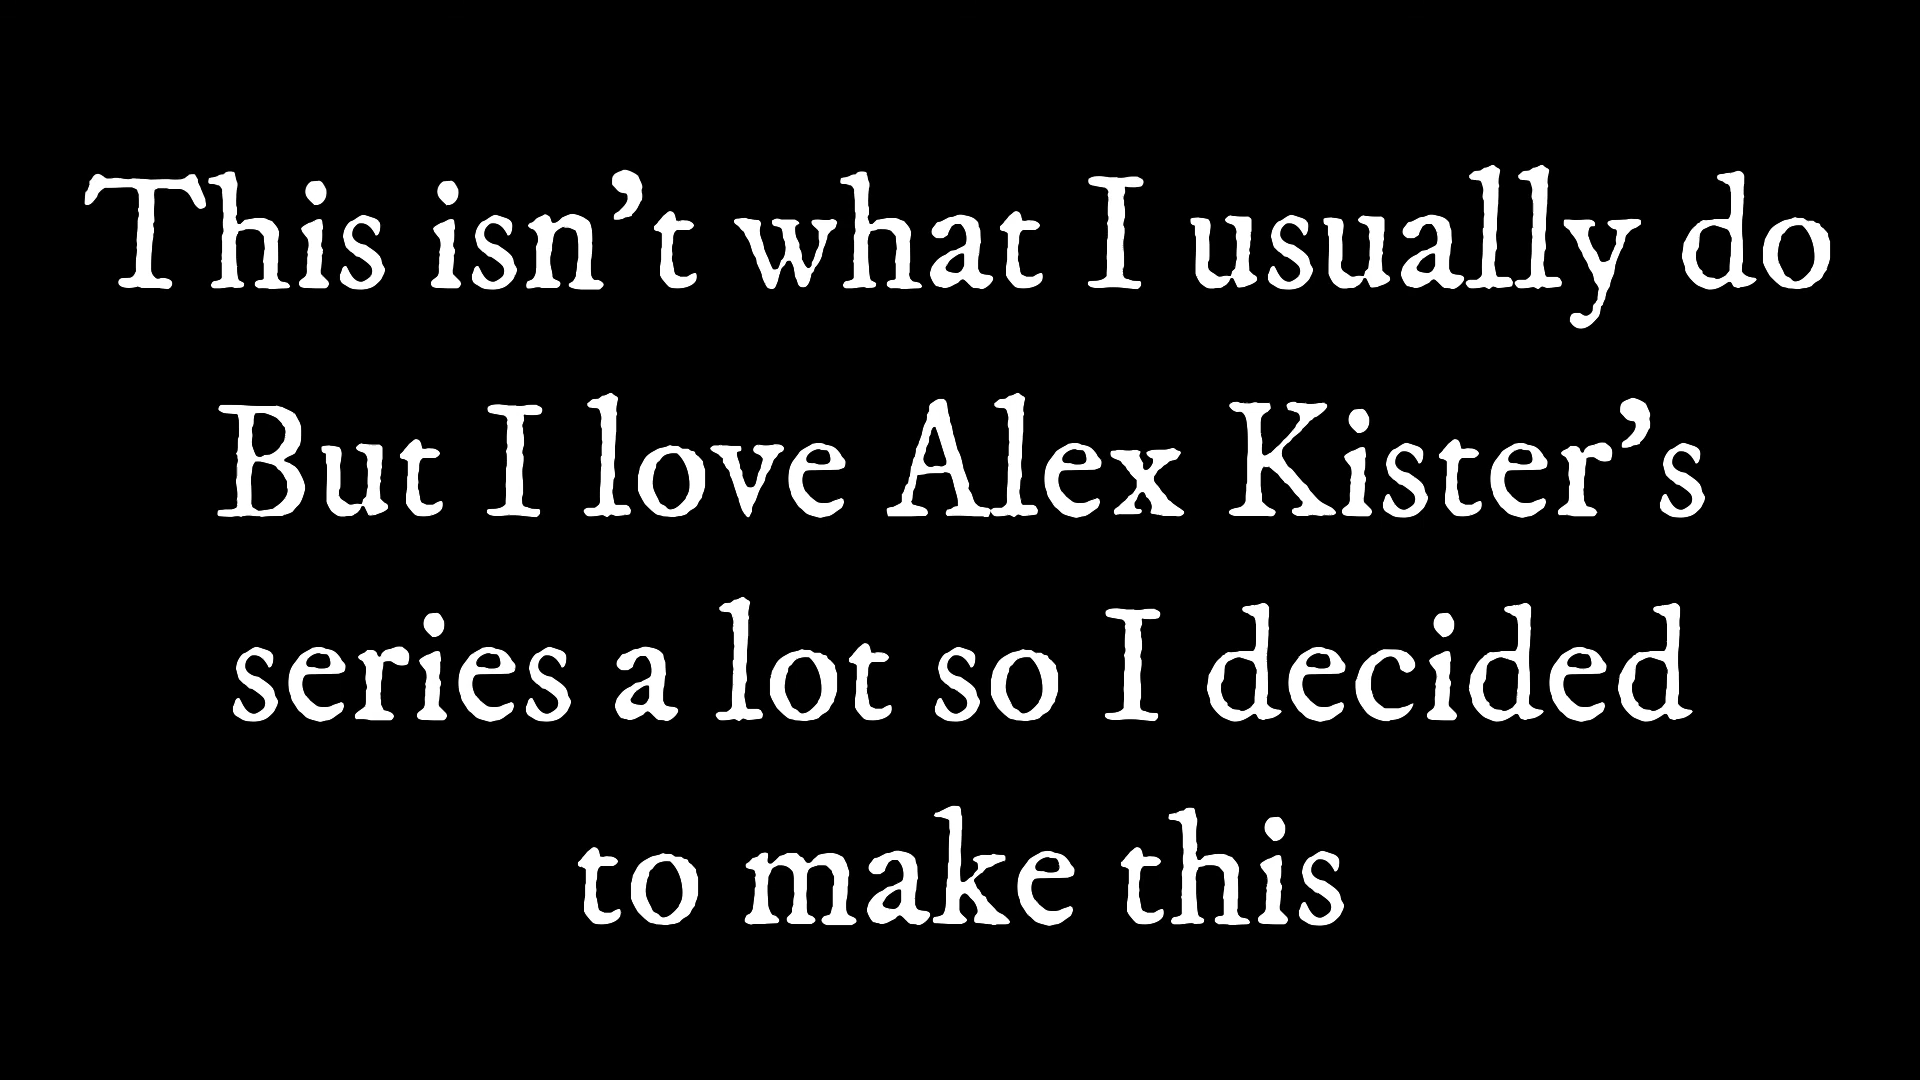 This isn’t what I usually do
But I love Alex Kister’s
series a lot so I decided
to make this